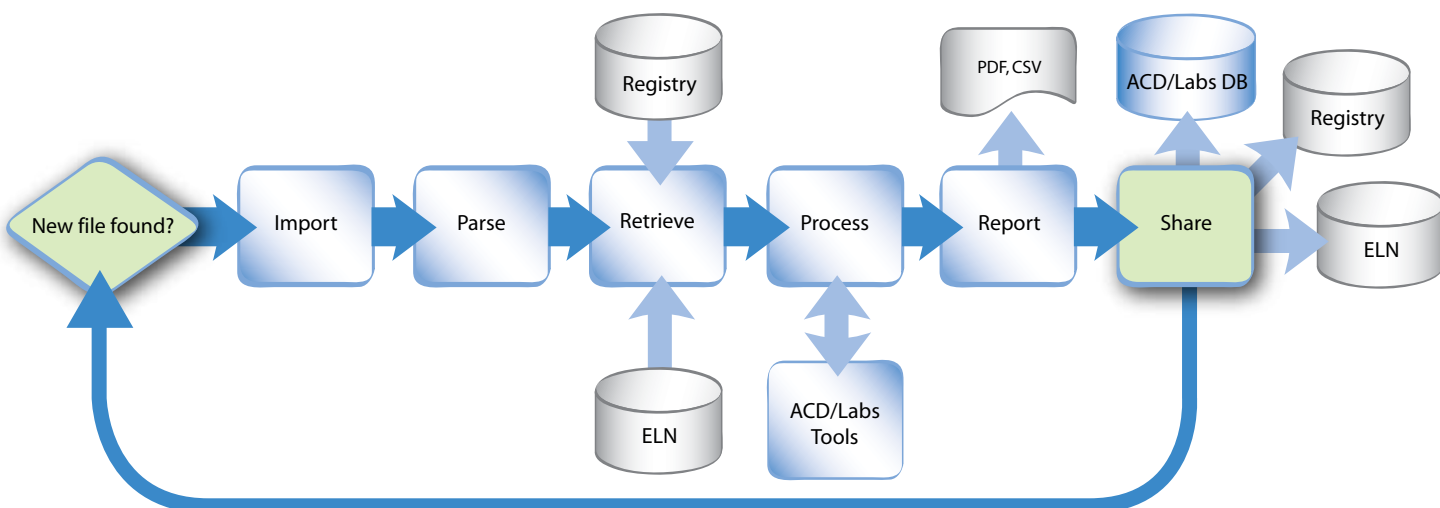 Registry
PDF, CSV
ACD/Labs DB
Registry
New file found?
Import
Parse
Retrieve
Process
Report
Share
ELN
ELN
ACD/Labs
Tools